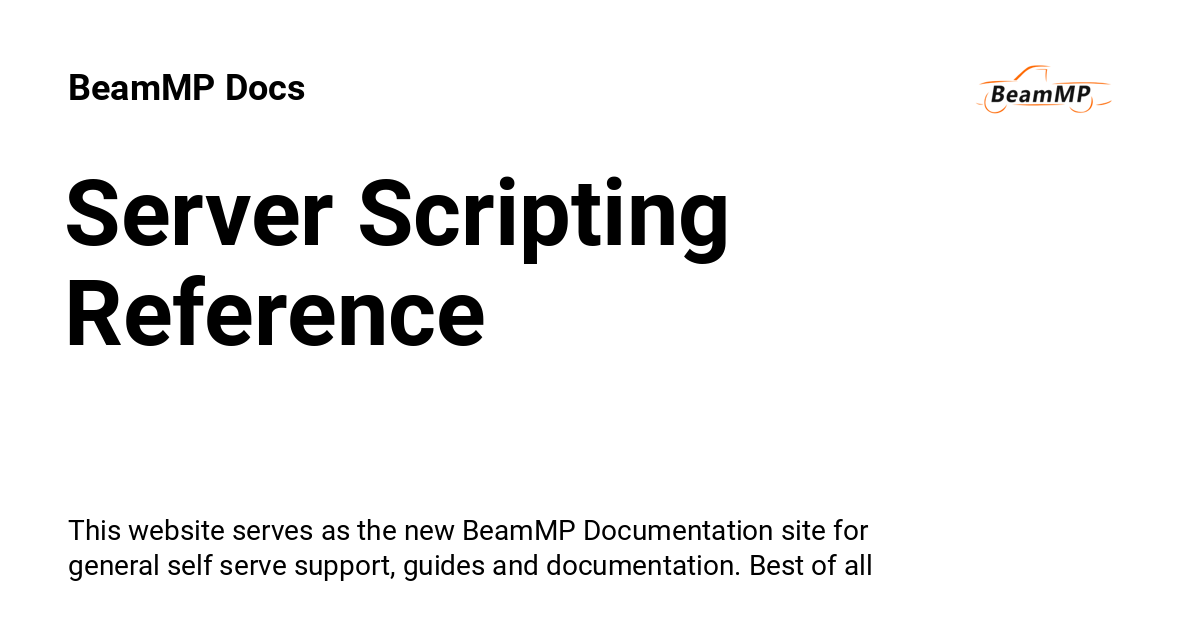 BeamMP Docs
BeamMP
Server Scripting
Reference
This website serves as the new BeamMP Documentation site for
general self serve support, guides and documentation. Best of all